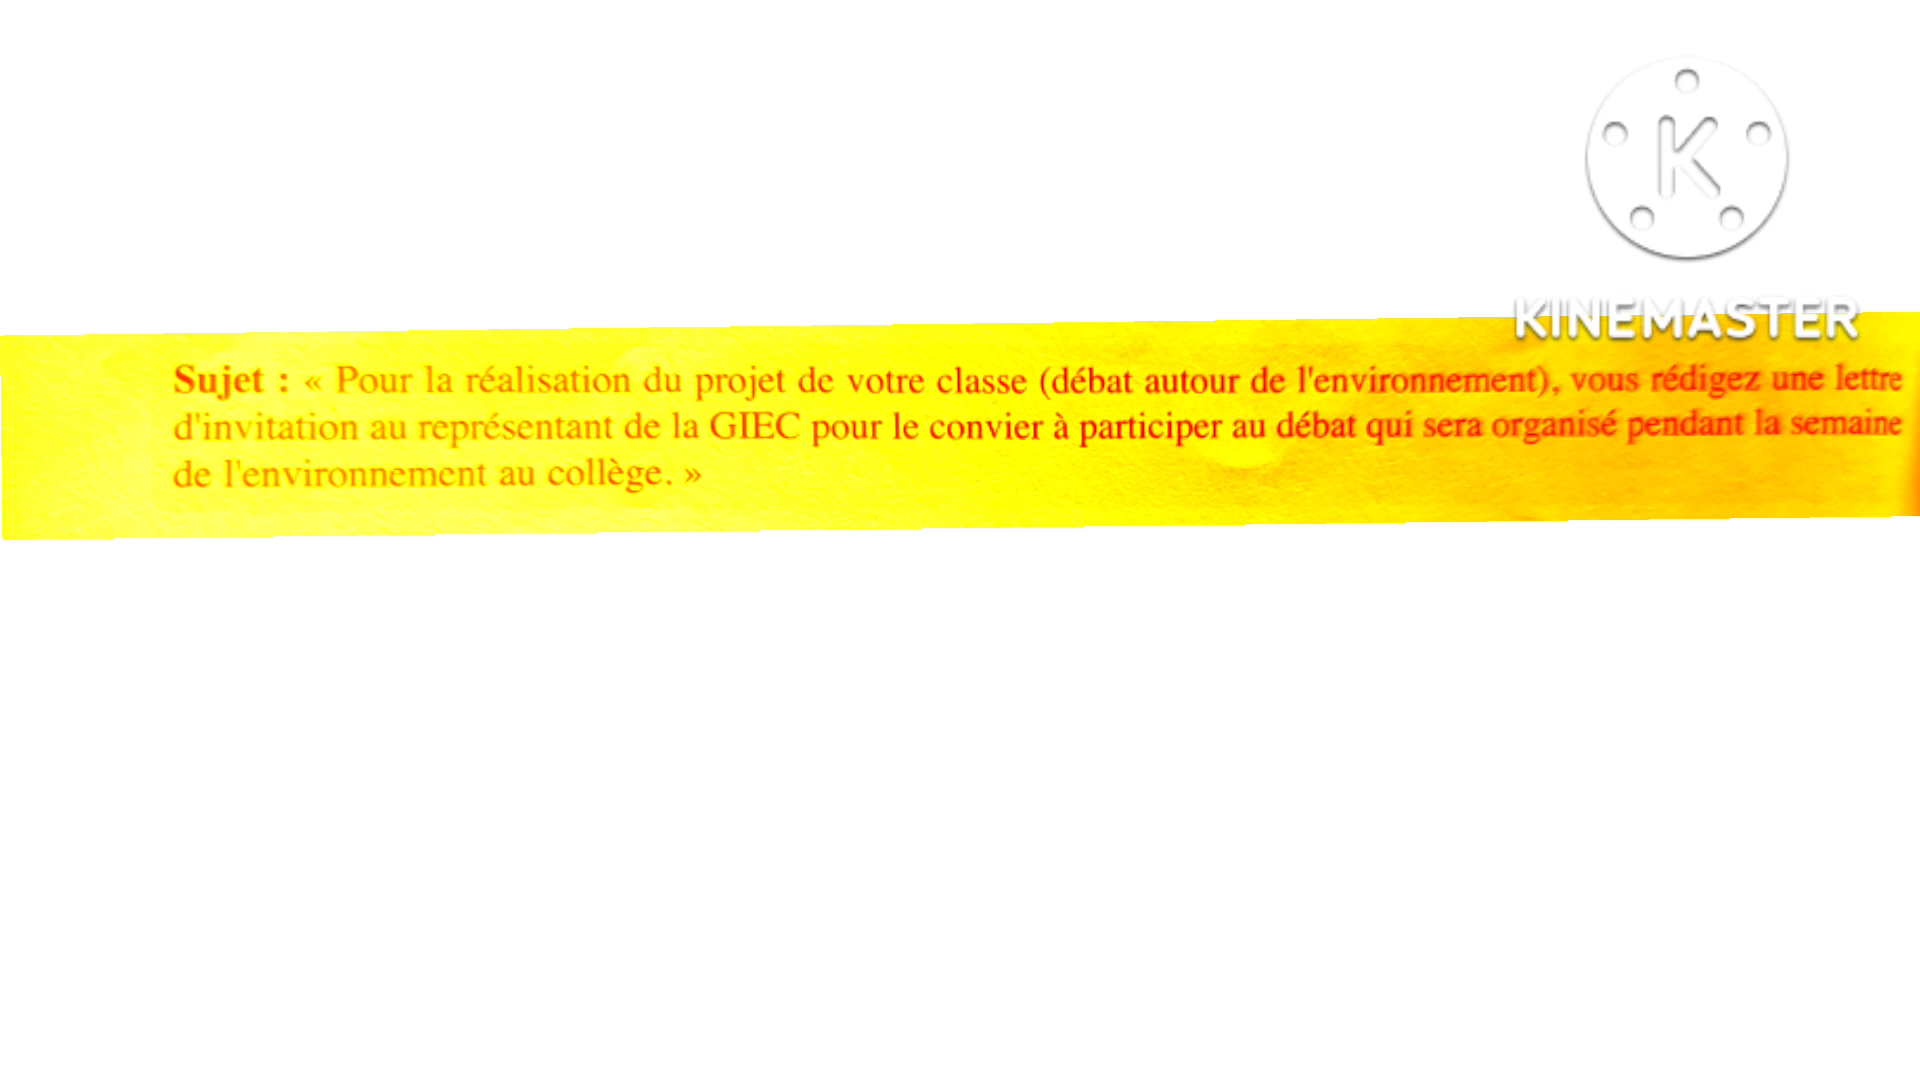 K
KINEMASTER
Sujet : « Pour la réalisation du projet de votre classe (débat autour de l'environnement), vous rédigez une lettre
d'invitation au représentant de la GIEC pour le convier à participer au débat qui sera organisé pendant la semaine
de l'environnement au collège. »